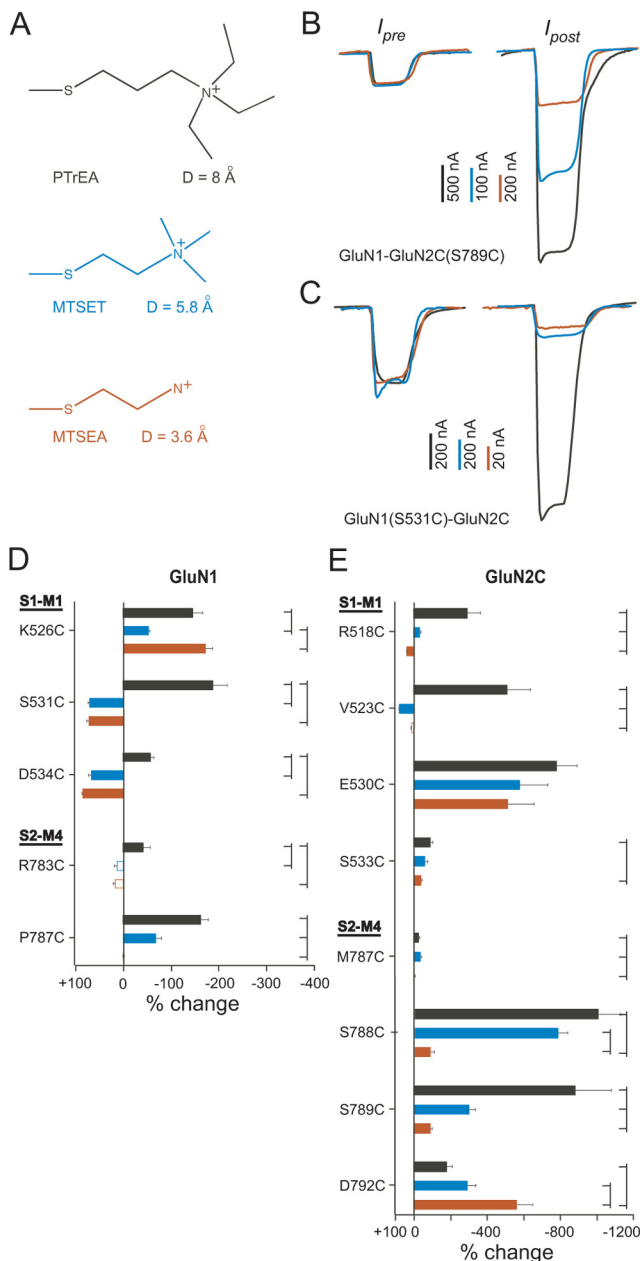 A
S
N+
PTrEA D = 8 Å
S
N+
MTSET D = 5.8 Å
S
N+
MTSEA D = 3.6 Å
B
Ipre Ipost
500 nA
100 nA
200 nA
GluN1-GluN2C(S789C)
C
200 nA
200 nA
20 nA
GluN1(S531C)-GluN2C
D
GluN1
S1-M1
K526C
S531C
D534C
S2-M4
R783C
P787C
+100 0 -100 -200 -300 -400
% change
E
GluN2C
S1-M1
R518C
V523C
E530C
S533C
S2-M4
M787C
S788C
S789C
D792C
+100 0 -400 -800 -1200
% change